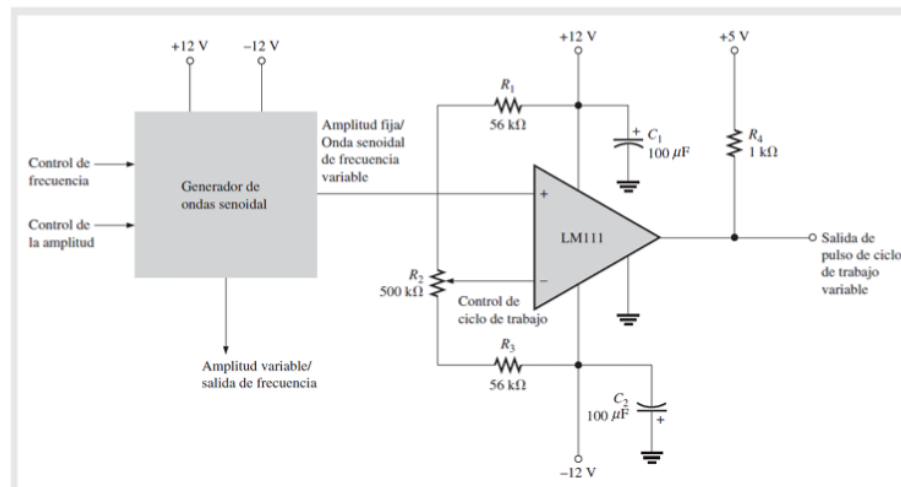 +12 V
−12 V
+12 V
+5 V
R1
56 kΩ
Amplitud fija/
Onda senoidal
de frecuencia
variable
+ C1
100 µF
R4
1 kΩ
Control de
frecuencia
Generador de
ondas senoidal
Control de
la amplitud
+
LM111
−
Salida de
pulso de ciclo
de trabajo
variable
R2
500 kΩ
Control de
ciclo de trabajo
R3
56 kΩ
Amplitud variable/
salida de frecuencia
C2
100 µF
+
−12 V